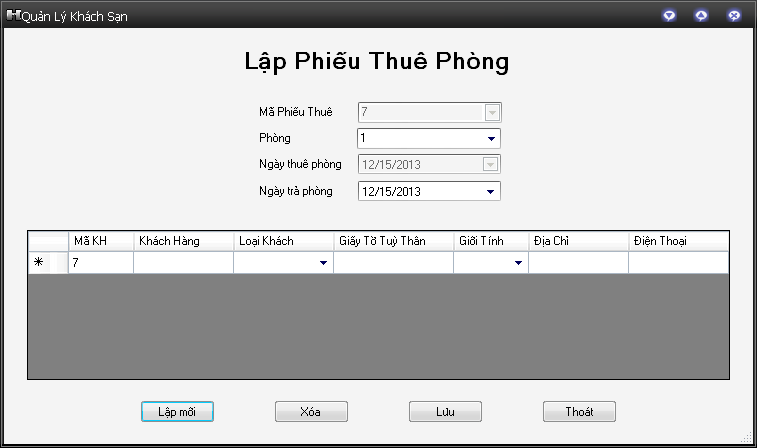 Quản Lý Khách Sạn
Lập Phiếu Thuê Phòng
Mã Phiếu Thuê 7
Phòng 1
Ngày thuê phòng 12/15/2013
Ngày trả phòng 12/15/2013
Mã KH Khách Hàng Loại Khách Giấy Tờ Tuỳ Thân Giới Tính Địa Chỉ Điện Thoại
* 7
Lập mới Xóa Lưu Thoát